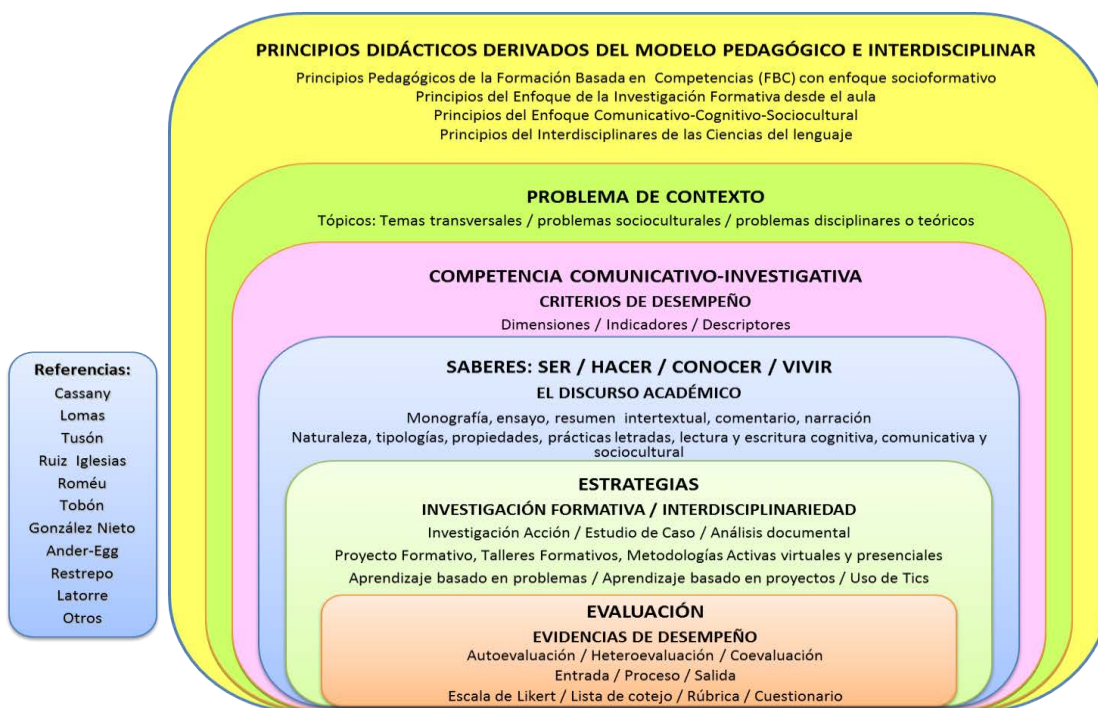 PRINCIPIOS DIDÁCTICOS DERIVADOS DEL MODELO PEDAGÓGICO E INTERDISCIPLINAR
Principios Pedagógicos de la Formación Basada en Competencias (FBC) con enfoque socioformativo
Principios del Enfoque de la Investigación Formativa desde el aula
Principios del Enfoque Comunicativo-Cognitivo-Sociocultural
Principios del Interdisciplinares de las Ciencias del lenguaje
PROBLEMA DE CONTEXTO
Tópicos: Temas transversales / problemas socioculturales / problemas disciplinares o teóricos
COMPETENCIA COMUNICATIVO-INVESTIGATIVA
CRITERIOS DE DESEMPEÑO
Dimensiones / Indicadores / Descriptores
SABERES: SER / HACER / CONOCER / VIVIR
EL DISCURSO ACADÉMICO
Monografía, ensayo, resumen intertextual, comentario, narración
Naturaleza, tipologías, propiedades, prácticas letradas, lectura y escritura cognitiva, comunicativa y
sociocultural
ESTRATEGIAS
INVESTIGACIÓN FORMATIVA / INTERDISCIPLINARIEDAD
Investigación Acción / Estudio de Caso / Análisis documental
Proyecto Formativo, Talleres Formativos, Metodologías Activas virtuales y presenciales
Aprendizaje basado en problemas / Aprendizaje basado en proyectos / Uso de Tics
EVALUACIÓN
EVIDENCIAS DE DESEMPEÑO
Autoevaluación / Heteroevaluación / Coevaluación
Entrada / Proceso / Salida
Escala de Likert / Lista de cotejo / Rúbrica / Cuestionario
Referencias:
Cassany
Lomas
Tusón
Ruiz Iglesias
Roméu
Tobón
González Nieto
Ander-Egg
Restrepo
Latorre
Otros